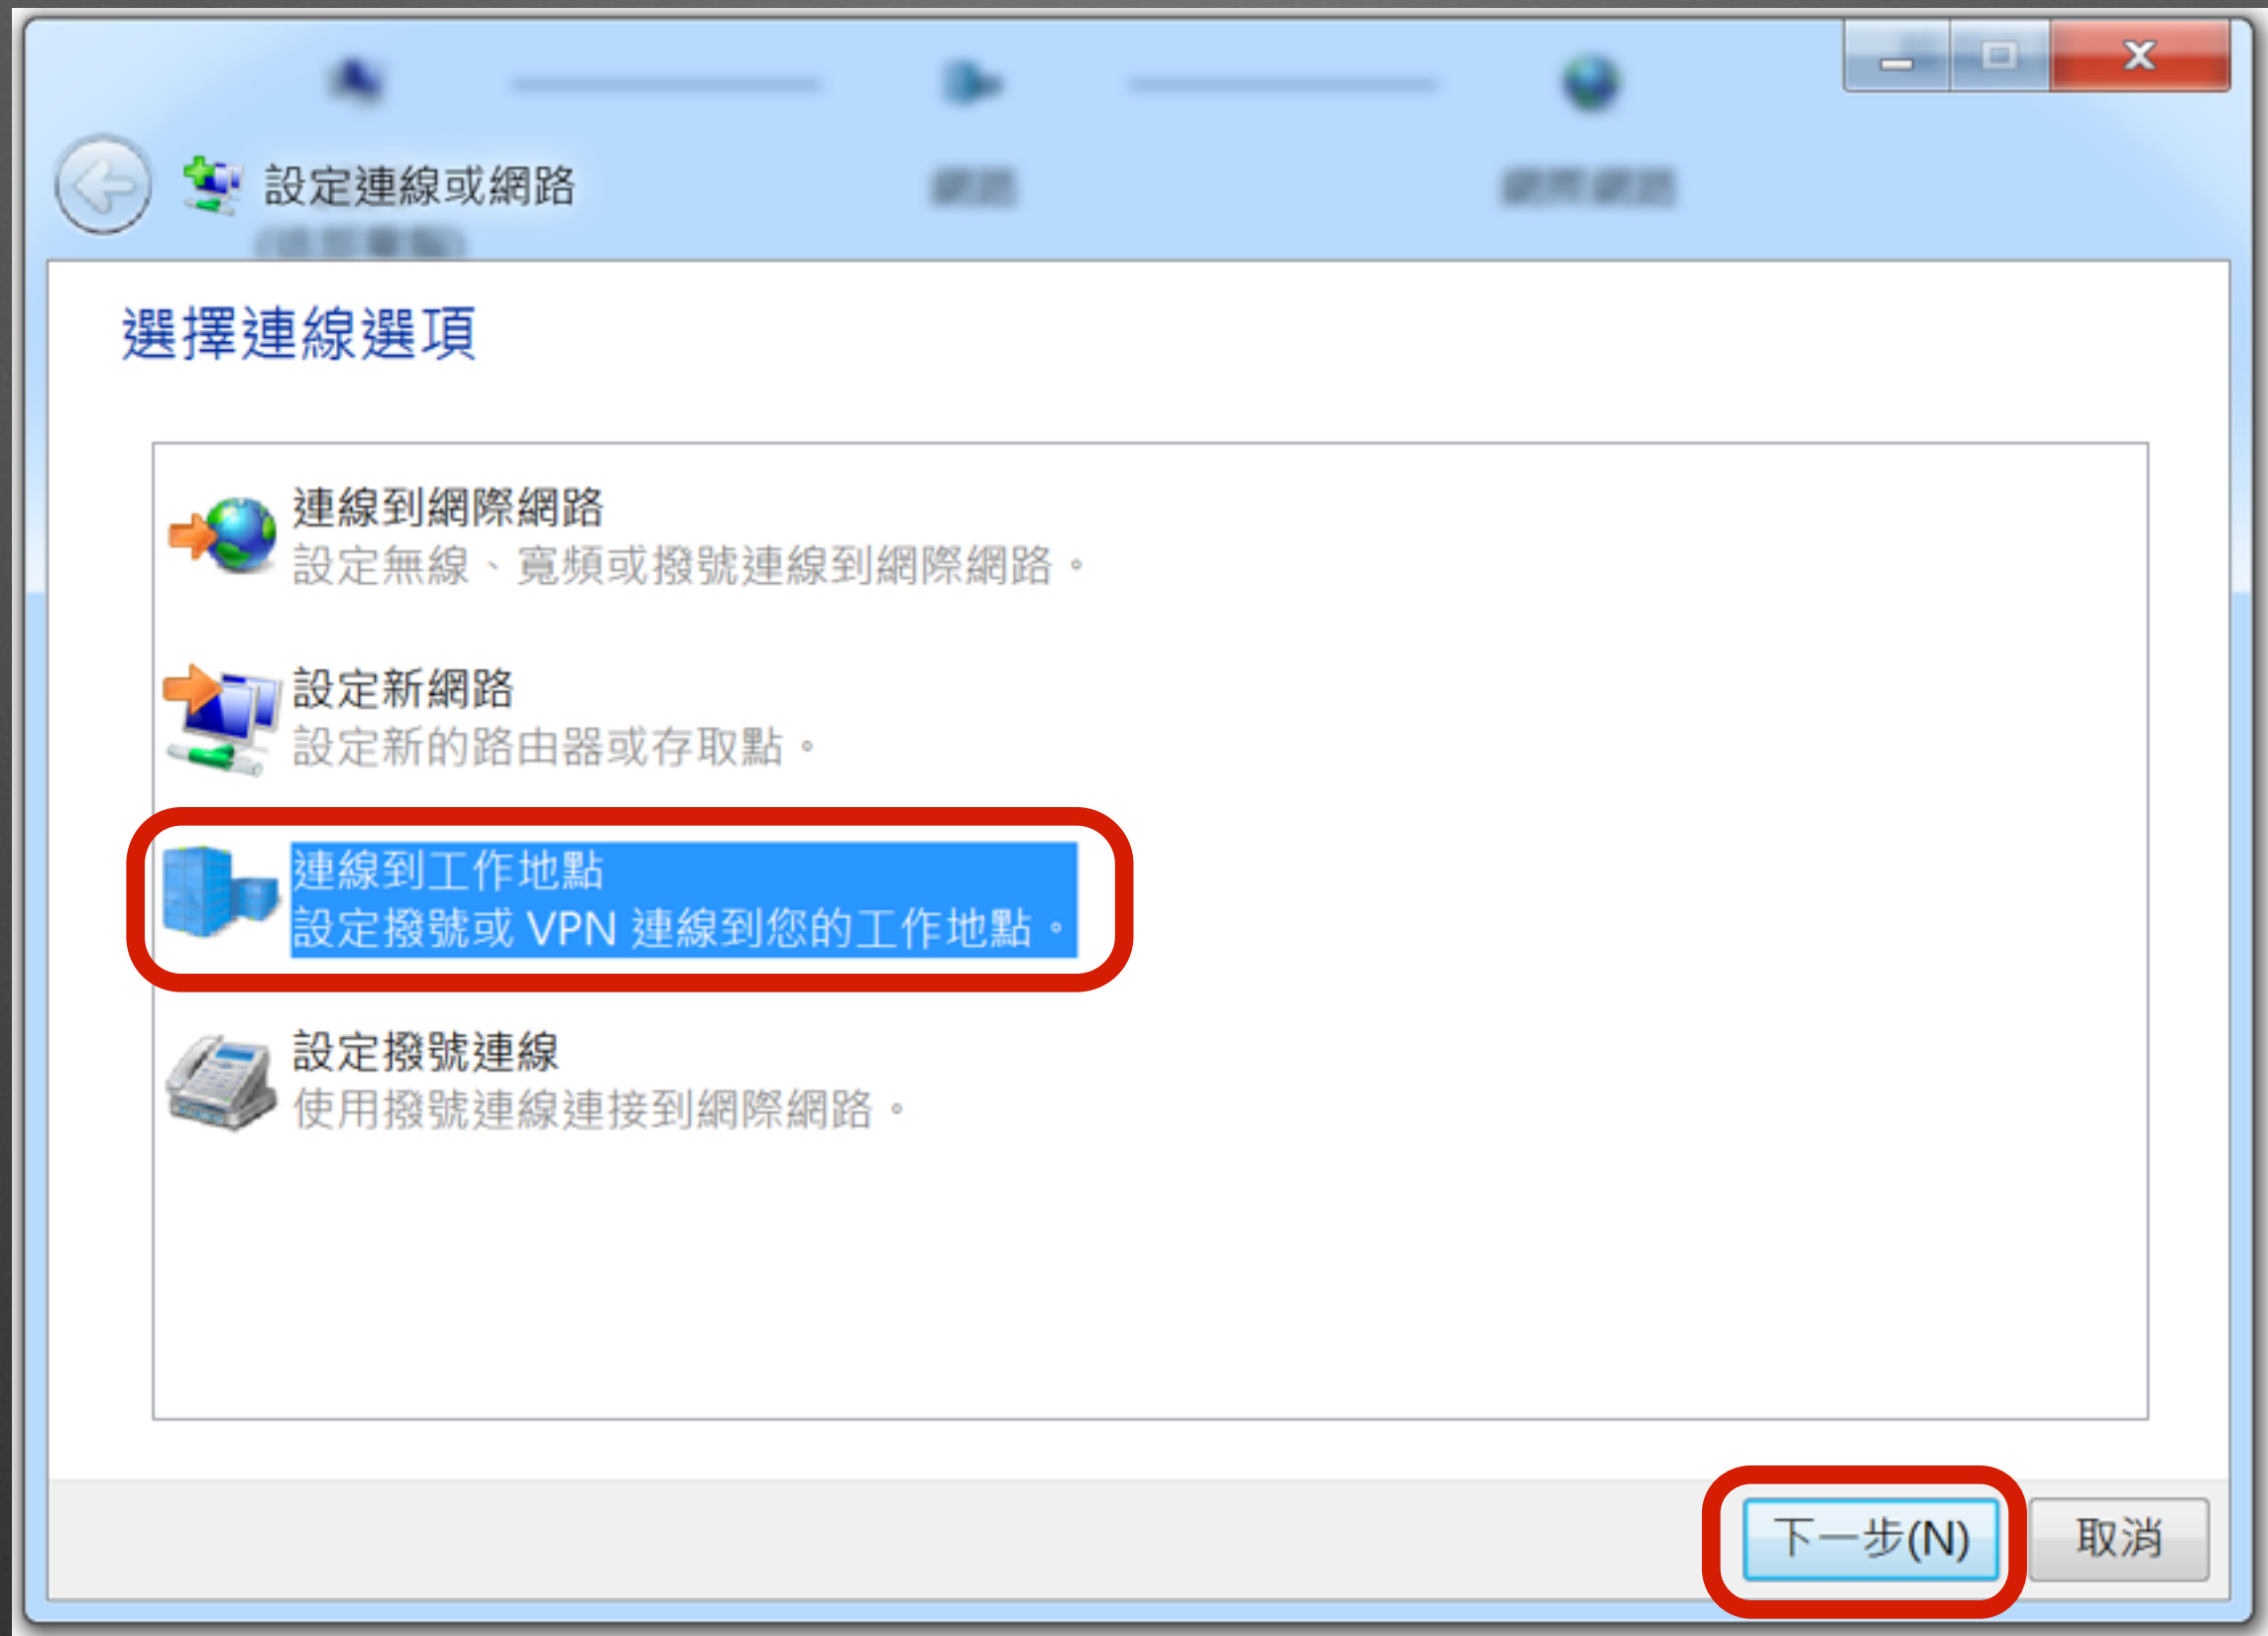 設定連線或網路
選擇連線選項
連線到網際網路
設定無線、寬頻或撥號連線到網際網路。
設定新網路
設定新的路由器或存取點。
連線到工作地點
設定撥號或 VPN 連線到您的工作地點。
設定撥號連線
使用撥號連線連接到網際網路。
下一步(N)
取消